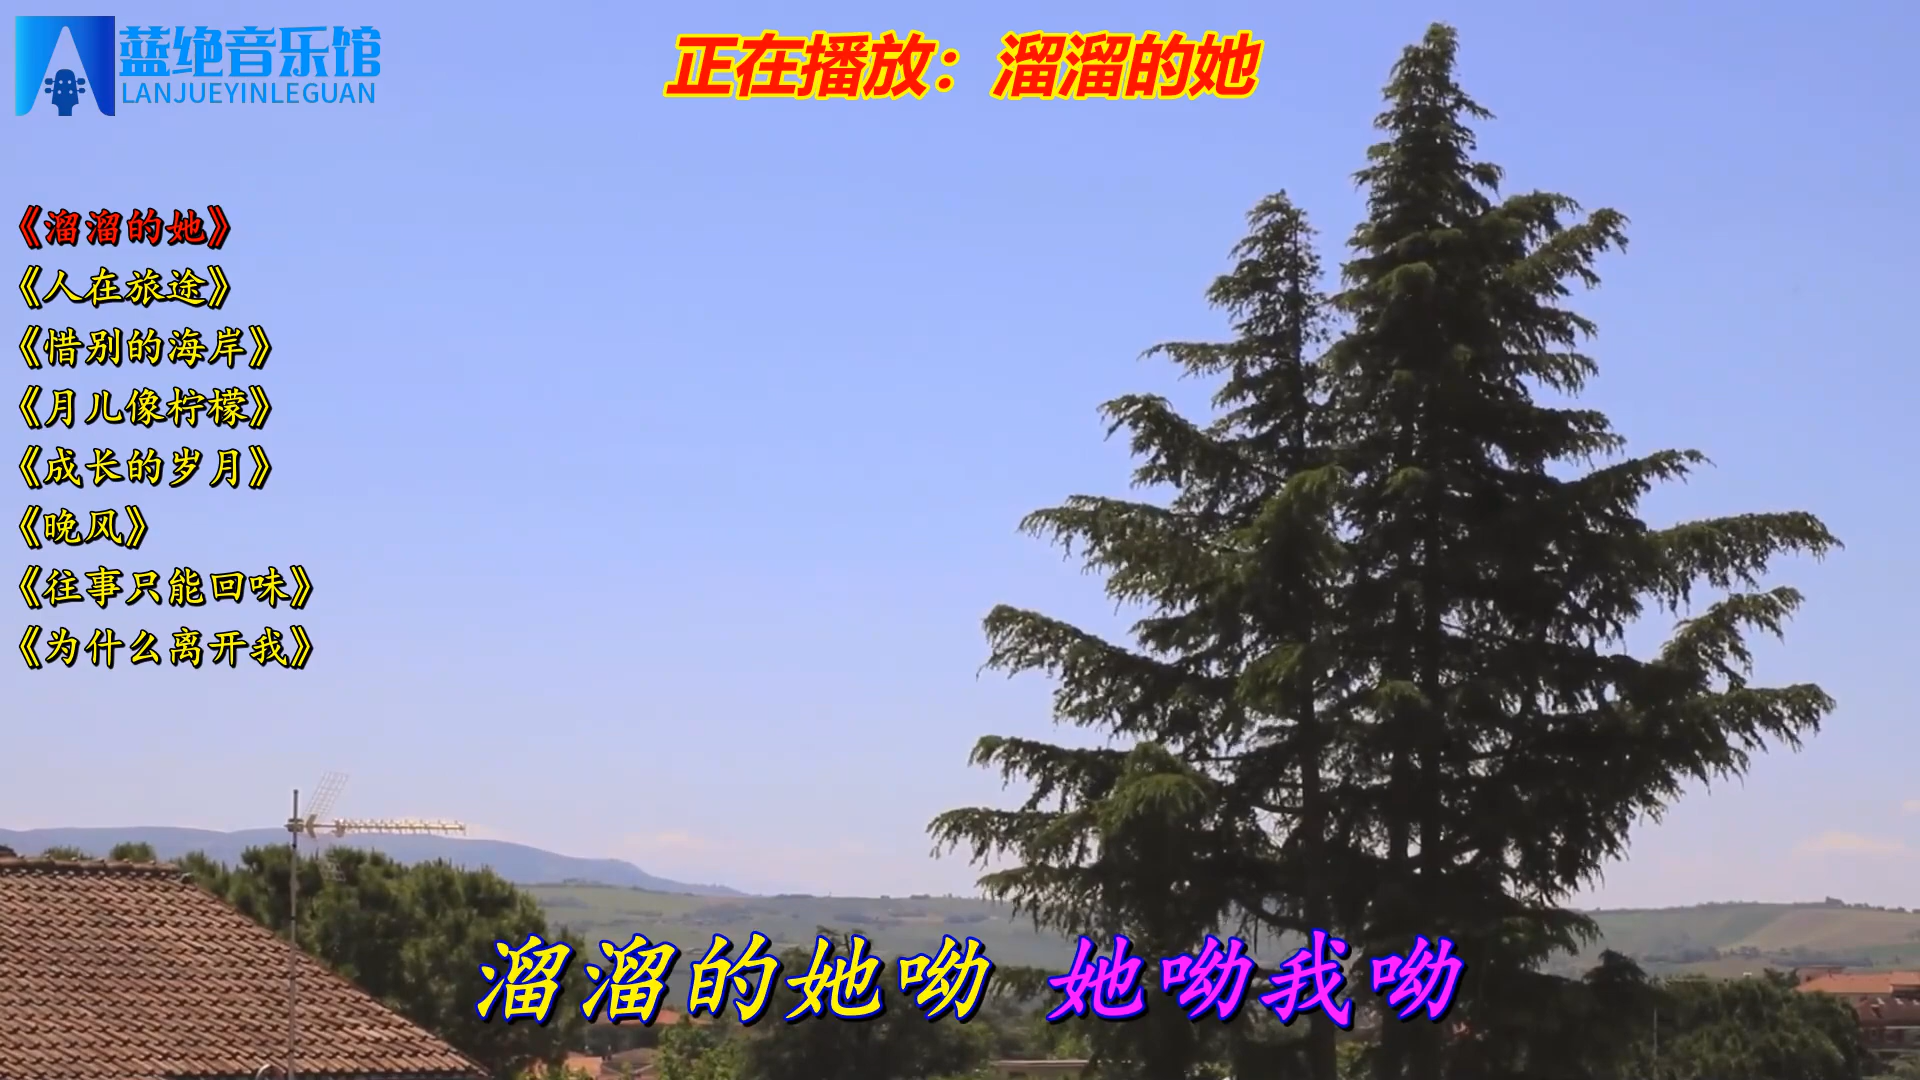 蓝绝音乐馆
LANJUEYINLEGUAN
正在播放：溜溜的她
《溜溜的她》
《人在旅途》
《惜别的海岸》
《月儿像柠檬》
《成长的岁月》
《晚风》
《往事只能回味》
《为什么离开我》
溜溜的她呦 她呦我呦